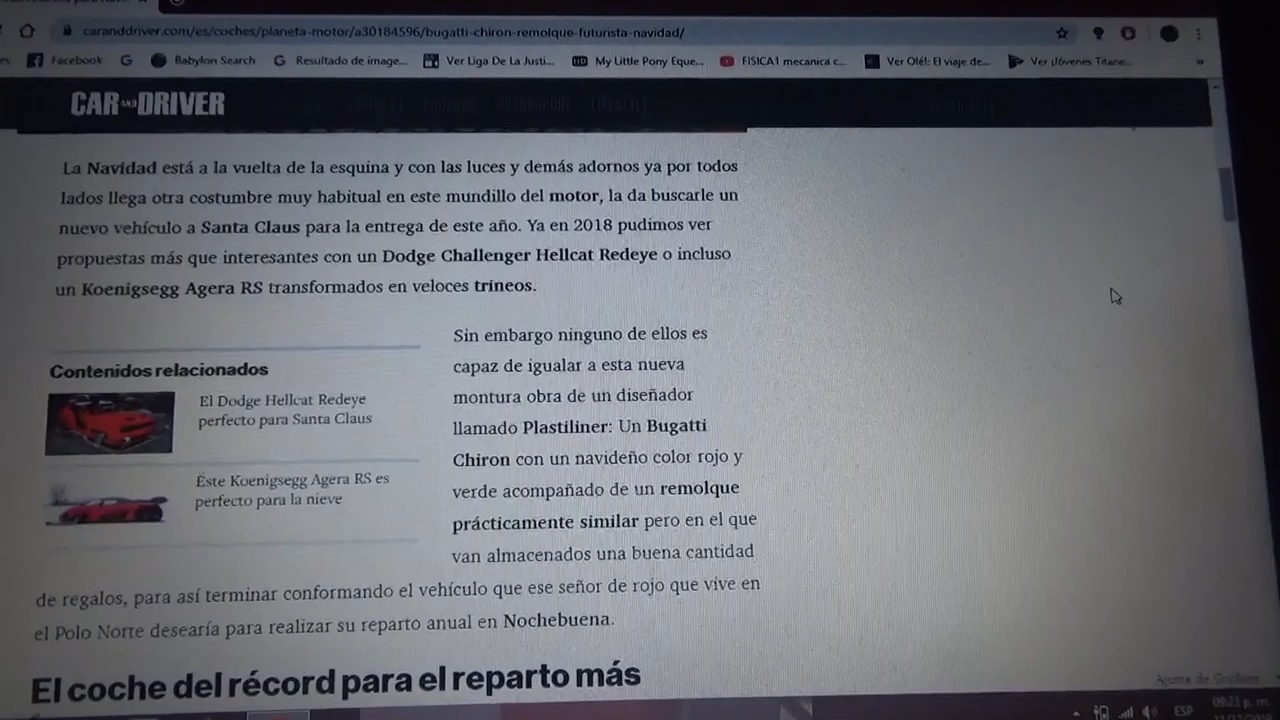 caranddriver.com/es/coches/planeta-motor/a30184596/bugatti-chiron-remolque-futurista-navidad/
es Facebook Babylon Search Resultado de image... Ver Liga De La Justi... My Little Pony Eque... FISICA1 mecanica c... Ver Olé!: El viaje de... Ver ¡Jóvenes Titane... »
CAR AND DRIVER
La Navidad está a la vuelta de la esquina y con las luces y demás adornos ya por todos
lados llega otra costumbre muy habitual en este mundillo del motor, la da buscarle un
nuevo vehículo a Santa Claus para la entrega de este año. Ya en 2018 pudimos ver
propuestas más que interesantes con un Dodge Challenger Hellcat Redeye o incluso
un Koenigsegg Agera RS transformados en veloces trineos.
Contenidos relacionados
El Dodge Hellcat Redeye
perfecto para Santa Claus
Éste Koenigsegg Agera RS es
perfecto para la nieve
Sin embargo ninguno de ellos es
capaz de igualar a esta nueva
montura obra de un diseñador
llamado Plastiliner: Un Bugatti
Chiron con un navideño color rojo y
verde acompañado de un remolque
prácticamente similar pero en el que
van almacenados una buena cantidad
de regalos, para así terminar conformando el vehículo que ese señor de rojo que vive en
el Polo Norte desearía para realizar su reparto anual en Nochebuena.
El coche del récord para el reparto más
Ajuste de Cookies
ESP
09:23 p. m.